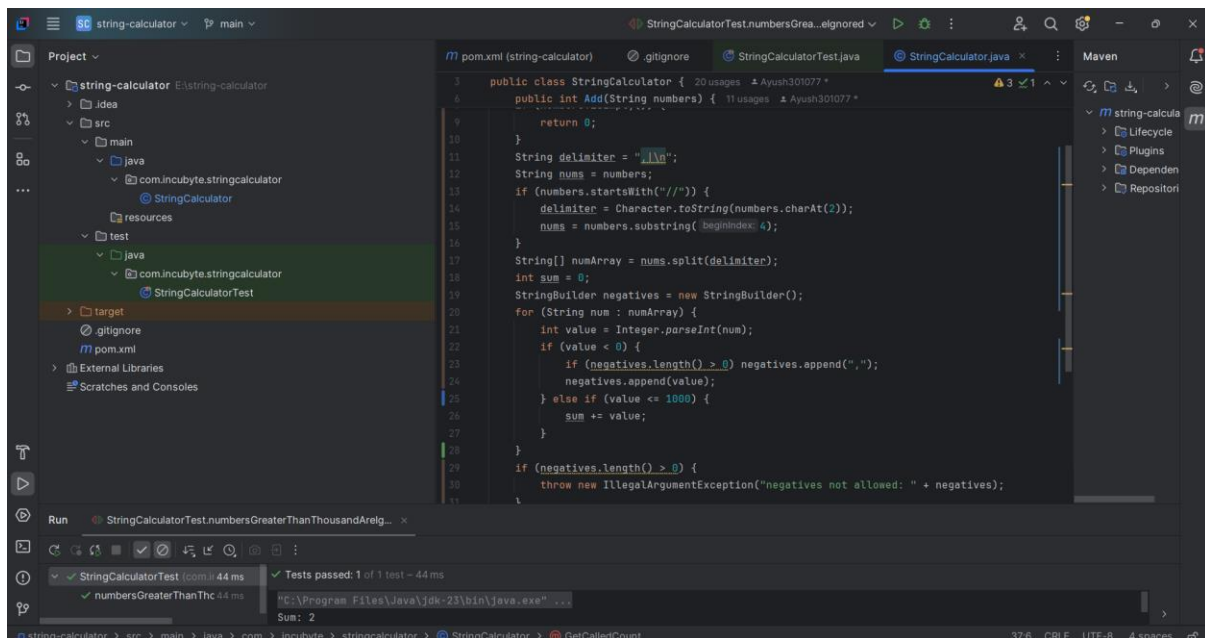 SC string-calculator main StringCalculatorTest.numbersGrea...eIgnored
Project
string-calculator E:\string-calculator
.idea
src
main
java
com.incubyte.stringcalculator
StringCalculator
resources
test
java
com.incubyte.stringcalculator
StringCalculatorTest
target
.gitignore
pom.xml
External Libraries
Scratches and Consoles
m pom.xml (string-calculator) .gitignore StringCalculatorTest.java StringCalculator.java
3 public class StringCalculator { 20 usages Ayush301077 *
6 public int Add(String numbers) { 11 usages Ayush301077 *
9 return 0;
10 }
11 String delimiter = ",|\n";
12 String nums = numbers;
13 if (numbers.startsWith("//")) {
14 delimiter = Character.toString(numbers.charAt(2));
15 nums = numbers.substring( beginIndex: 4);
16 }
17 String[] numArray = nums.split(delimiter);
18 int sum = 0;
19 StringBuilder negatives = new StringBuilder();
20 for (String num : numArray) {
21 int value = Integer.parseInt(num);
22 if (value < 0) {
23 if (negatives.length() > 0) negatives.append(",");
24 negatives.append(value);
25 } else if (value <= 1000) {
26 sum += value;
27 }
28 }
29 if (negatives.length() > 0) {
30 throw new IllegalArgumentException("negatives not allowed: " + negatives);
31 }
3 1
Maven
m string-calcula
Lifecycle
Plugins
Dependen
Repositori
Run StringCalculatorTest.numbersGreaterThanThousandAreIg...
StringCalculatorTest (com.in 44 ms
numbersGreaterThanThc 44 ms
Tests passed: 1 of 1 test – 44 ms
"C:\Program Files\Java\jdk-23\bin\java.exe" ...
Sum: 2
string-calculator > src > main > java > com > incubyte > stringcalculator > StringCalculator > GetCalledCount 37:6 CRLF UTF-8 4 spaces